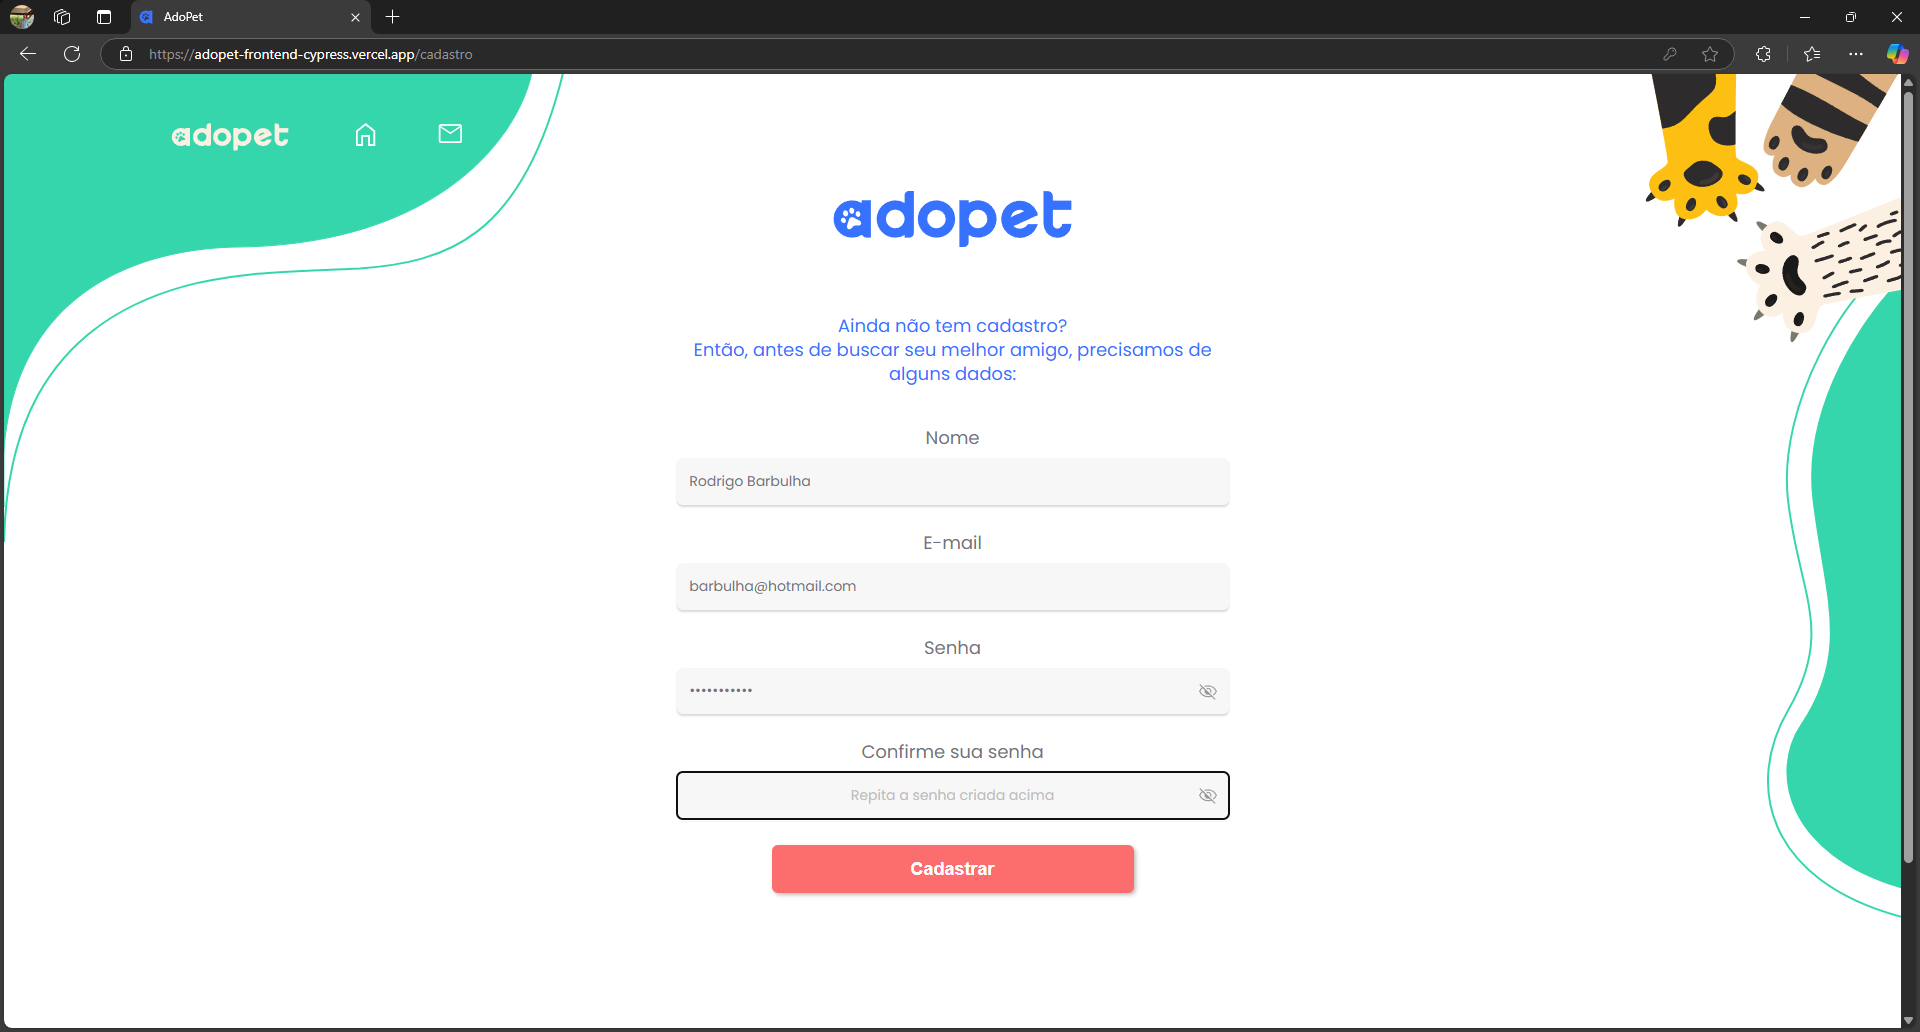 AdoPet
https://adopet-frontend-cypress.vercel.app/cadastro
adopet
adopet
Ainda não tem cadastro?
Então, antes de buscar seu melhor amigo, precisamos de
alguns dados:
Nome
Rodrigo Barbulha
E-mail
barbulha@hotmail.com
Senha
•••••••••••
Confirme sua senha
Repita a senha criada acima
Cadastrar